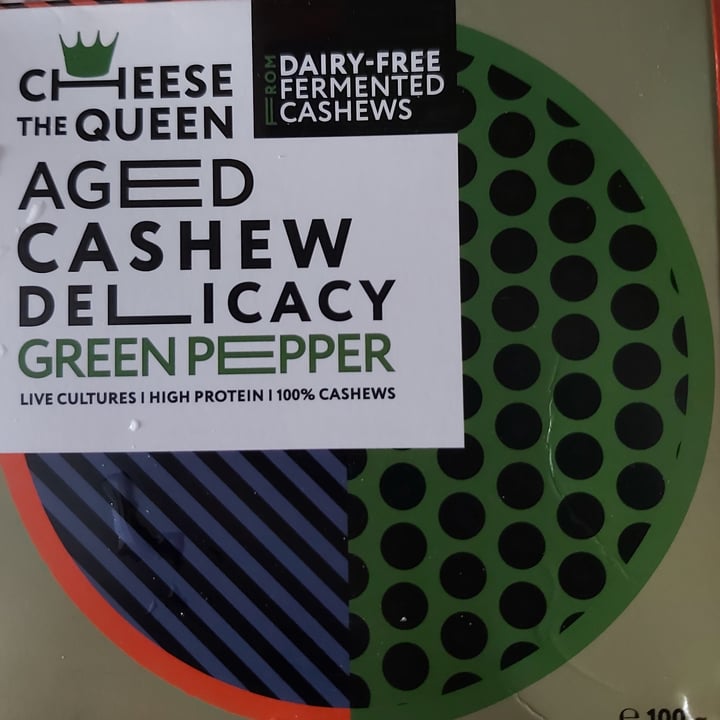 CHEESE
THE QUEEN
FROM
DAIRY-FREE
FERMENTED
CASHEWS
AGED
CASHEW
DELICACY
GREEN PEPPER
LIVE CULTURES | HIGH PROTEIN | 100% CASHEWS